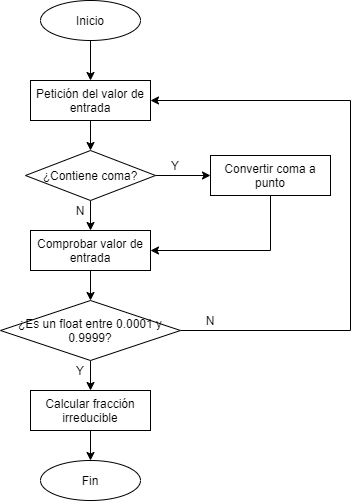 Inicio
Petición del valor de
entrada
¿Contiene coma?
Y
Convertir coma a
punto
N
Comprobar valor de
entrada
¿Es un float entre 0.0001 y
0.9999?
N
Y
Calcular fracción
irreducible
Fin